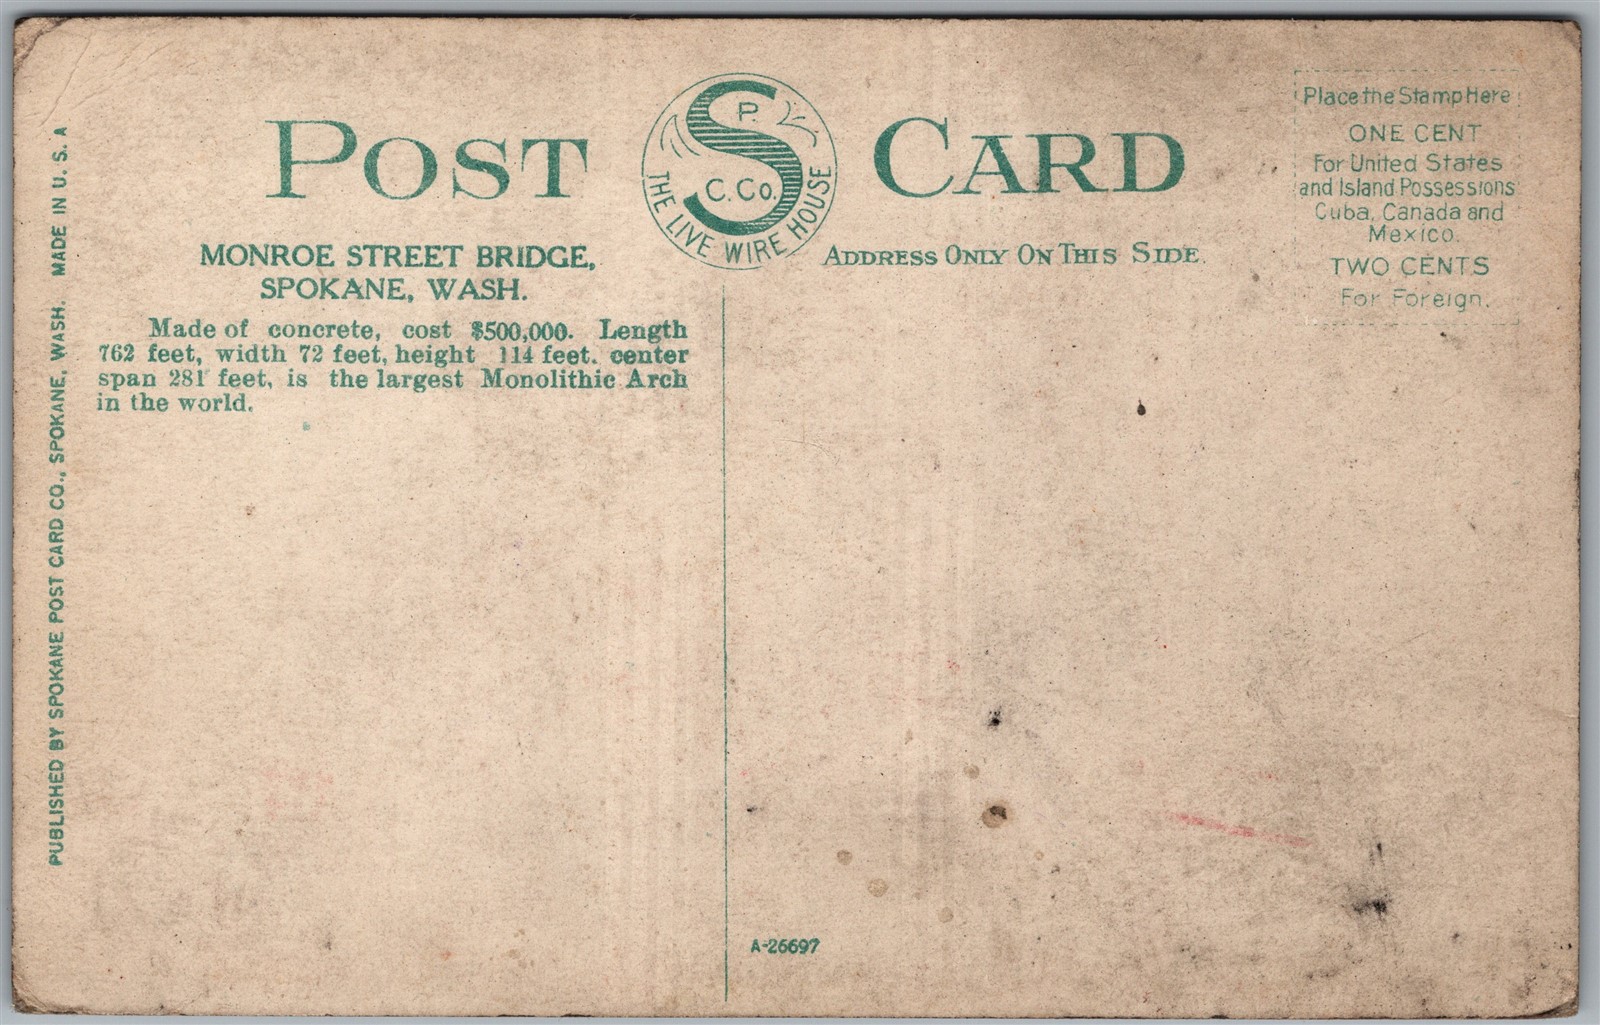 POST CARD
S. P. C. Co.
THE LIVE WIRE HOUSE
ADDRESS ONLY ON THIS SIDE.
Place the Stamp Here
ONE CENT
For United States
and Island Possessions
Cuba, Canada and
Mexico.
TWO CENTS
For Foreign.
MONROE STREET BRIDGE,
SPOKANE, WASH.
Made of concrete, cost $500,000. Length
762 feet, width 72 feet, height 114 feet. center
span 281 feet, is the largest Monolithic Arch
in the world.
PUBLISHED BY SPOKANE POST CARD CO., SPOKANE, WASH. MADE IN U. S. A
A-26697